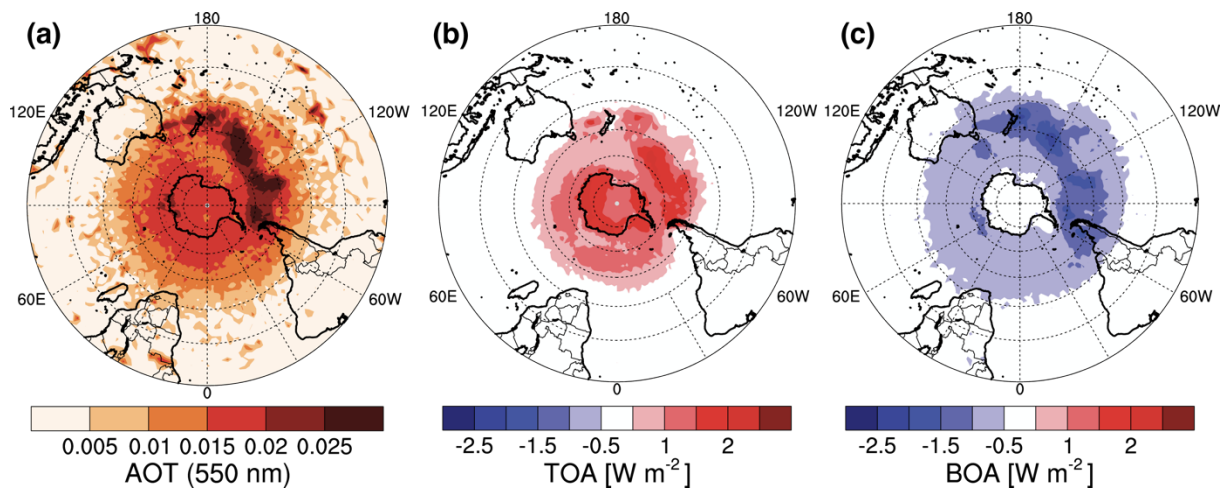 (a) 180 (b) 180 (c) 180
120E 120W 120E 120W 120E 120W
60E 60W 60E 60W 60E 60W
0 0 0
0.005 0.01 0.015 0.02 0.025 -2.5 -1.5 -0.5 1 2 -2.5 -1.5 -0.5 1 2
AOT (550 nm) TOA [W m⁻²] BOA [W m⁻²]